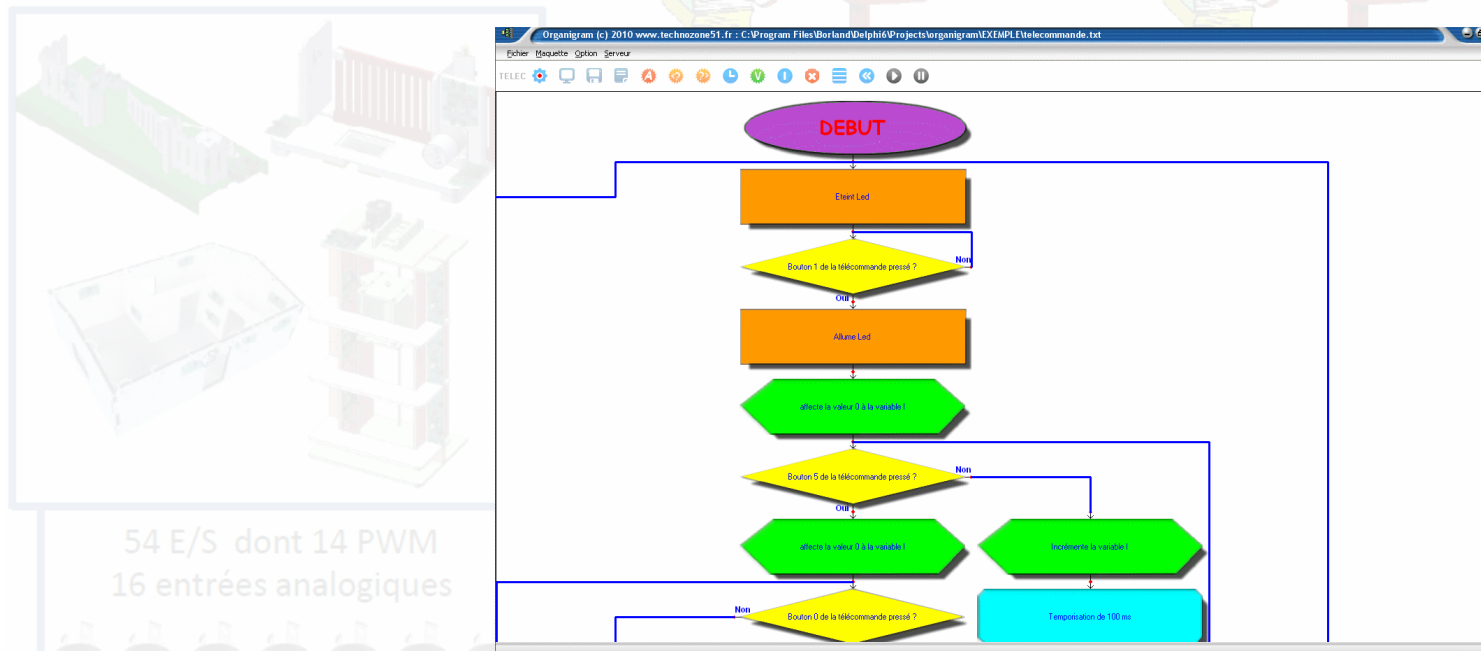 Organigram (c) 2010 www.technozone51.fr : C:\Program Files\Borland\Delphi6\Projects\organigram\EXEMPLE\telecommande.txt
Fichier Maquette Option Serveur
TELEC
DEBUT
Eteint Led
Bouton 1 de la télécommande pressé ?
Non
Oui
Allume Led
affecte la valeur 0 à la variable I
Bouton 5 de la télécommande pressé ?
Non
Oui
affecte la valeur 0 à la variable I
Incrémente la variable I
Bouton 0 de la télécommande pressé ?
Non
Temporisation de 100 ms
54 E/S dont 14 PWM
16 entrées analogiques